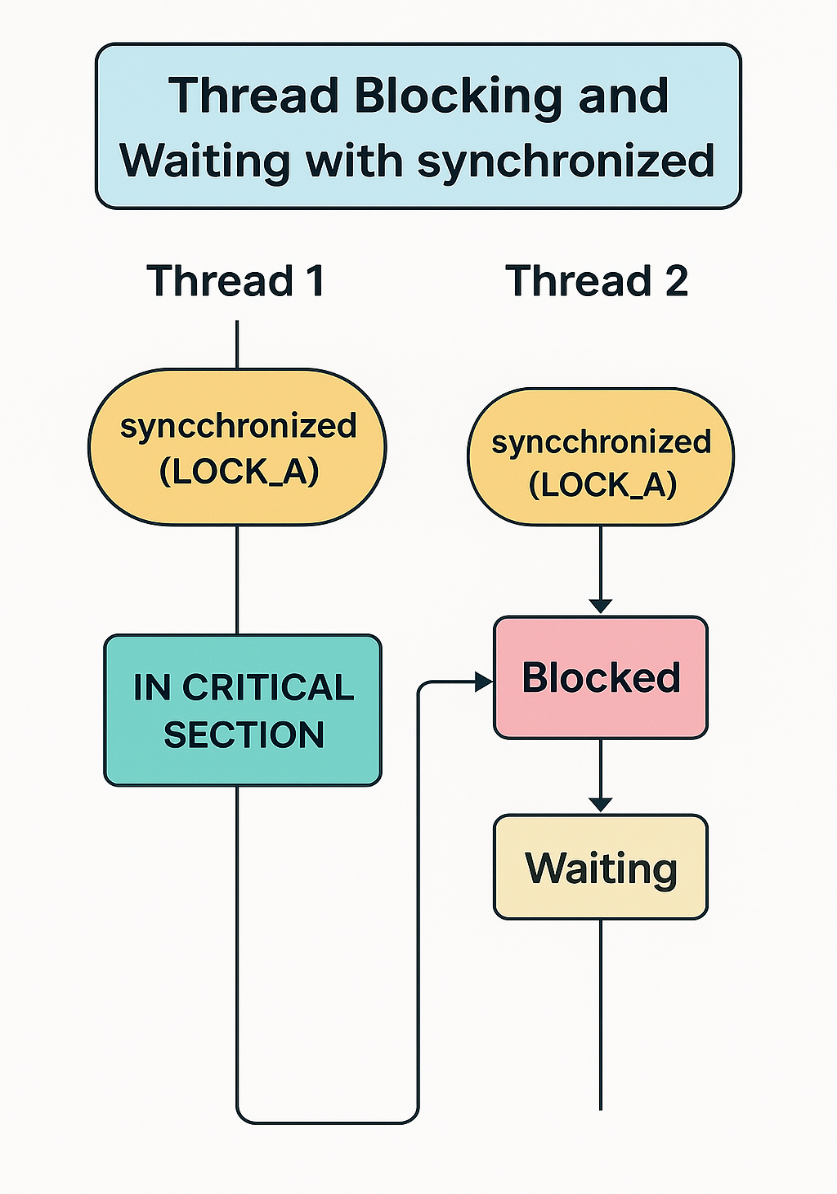 Thread Blocking and
Waiting with synchronized
Thread 1
Thread 2
syncchronized
(LOCK_A)
syncchronized
(LOCK_A)
IN CRITICAL
SECTION
Blocked
Waiting